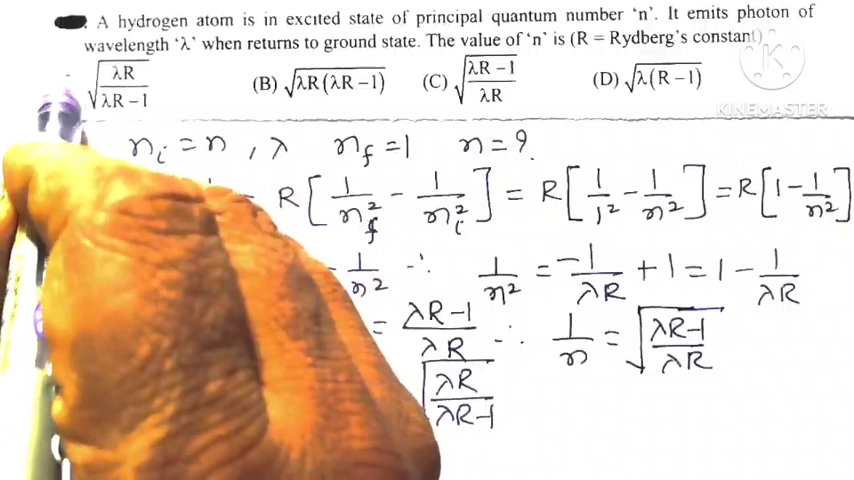 A hydrogen atom is in excited state of principal quantum number 'n'. It emits photon of
wavelength 'λ' when returns to ground state. The value of 'n' is (R = Rydberg's constant)
√(λR/(λR−1)) (B) √(λR(λR−1)) (C) √((λR−1)/λR) (D) √(λ(R−1))
KINEMASTER
n_i = n , λ n_f = 1 n = ?
R[1/n_f² − 1/n_i²] = R[1/1² − 1/n²] = R[1 − 1/n²]
− 1/n² ∴ 1/n² = −1/λR + 1 = 1 − 1/λR
= (λR−1)/λR ∴ 1/n = √((λR−1)/λR)
√(λR/(λR−1))